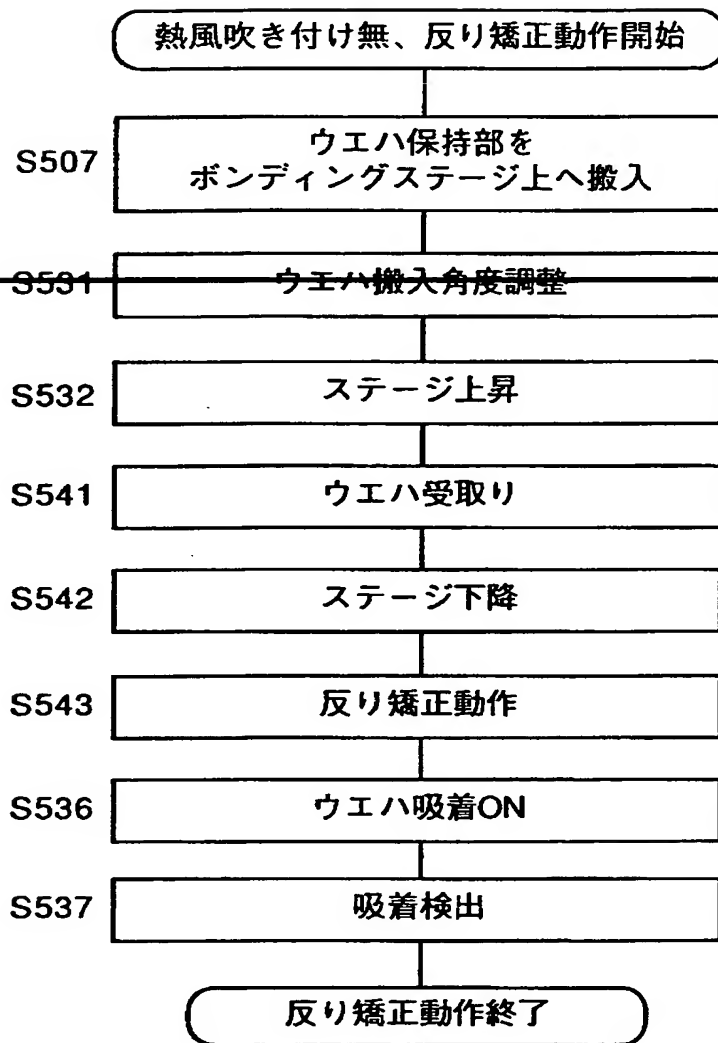 熱風吹き付け無、反り矯正動作開始
S507
ウエハ保持部を
ボンディングステージ上へ搬入
S531
ウエハ搬入角度調整
S532
ステージ上昇
S541
ウエハ受取り
S542
ステージ下降
S543
反り矯正動作
S536
ウエハ吸着ON
S537
吸着検出
反り矯正動作終了